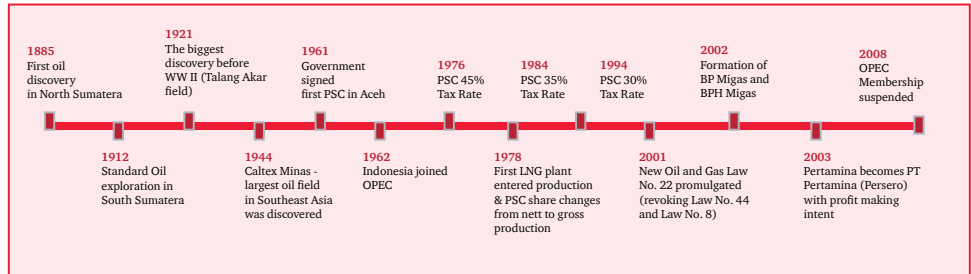 1885
First oil
discovery
in North Sumatera
1912
Standard Oil
exploration in
South Sumatera
1921
The biggest
discovery before
WW II (Talang Akar
field)
1944
Caltex Minas -
largest oil field
in Southeast Asia
was discovered
1961
Government
signed
first PSC in Aceh
1962
Indonesia joined
OPEC
1976
PSC 45%
Tax Rate
1978
First LNG plant
entered production
& PSC share changes
from nett to gross
production
1984
PSC 35%
Tax Rate
1994
PSC 30%
Tax Rate
2001
New Oil and Gas Law
No. 22 promulgated
(revoking Law No. 44
and Law No. 8)
2002
Formation of
BP Migas and
BPH Migas
2003
Pertamina becomes PT
Pertamina (Persero)
with profit making
intent
2008
OPEC
Membership
suspended